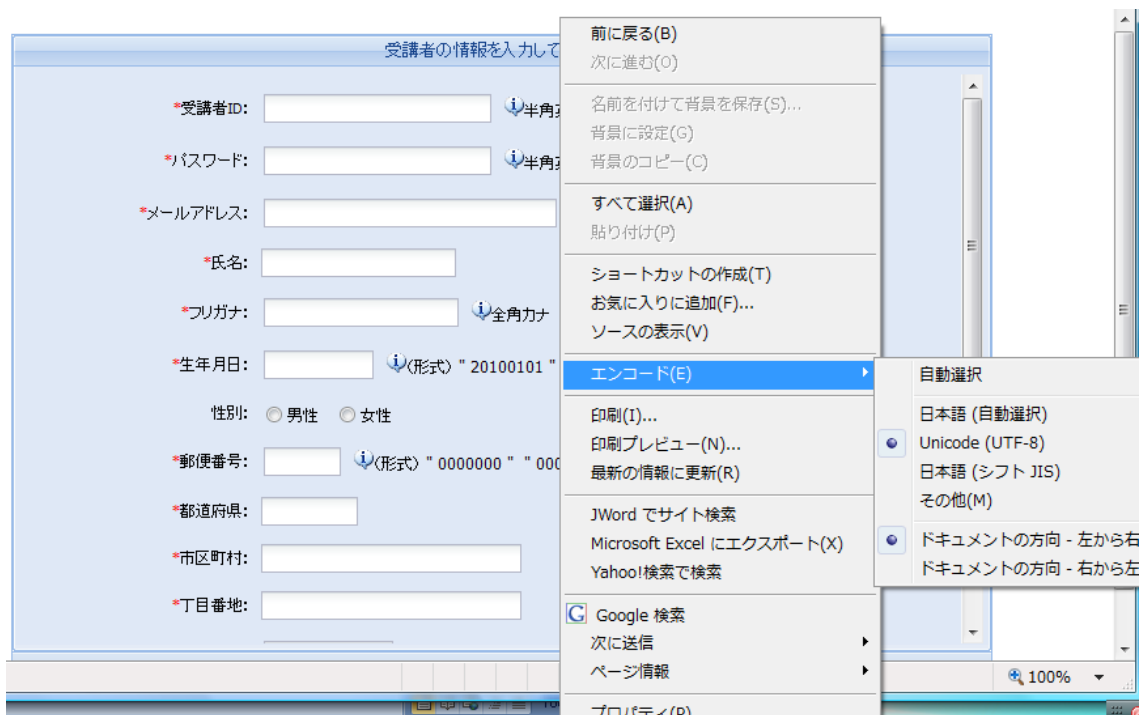 受講者の情報を入力して
*受講者ID:
半角
*パスワード:
半角
*メールアドレス:
*氏名:
*フリガナ:
全角カナ
*生年月日:
(形式) " 20100101 "
性別:
男性
女性
*郵便番号:
(形式) " 0000000 " " 000
*都道府県:
*市区町村:
*丁目番地:
前に戻る(B)
次に進む(O)
名前を付けて背景を保存(S)...
背景に設定(G)
背景のコピー(C)
すべて選択(A)
貼り付け(P)
ショートカットの作成(T)
お気に入りに追加(F)...
ソースの表示(V)
エンコード(E)
印刷(I)...
印刷プレビュー(N)...
最新の情報に更新(R)
JWord でサイト検索
Microsoft Excel にエクスポート(X)
Yahoo!検索で検索
G Google 検索
次に送信
ページ情報
プロパティ(P)
自動選択
日本語 (自動選択)
Unicode (UTF-8)
日本語 (シフト JIS)
その他(M)
ドキュメントの方向 - 左から右
ドキュメントの方向 - 右から左
100%